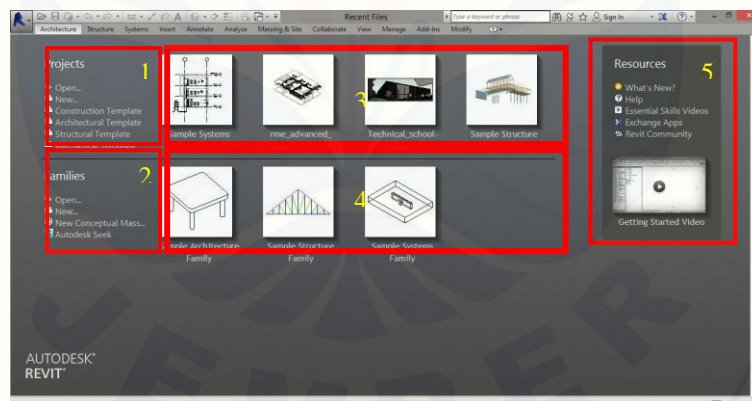 Recent Files
Type a keyword or phrase
Sign In
Architecture Structure Systems Insert Annotate Analyze Massing & Site Collaborate View Manage Add-Ins Modify
Projects
1
Open...
New...
Construction Template
Architectural Template
Structural Template
3
Sample Systems
rme_advanced_
Technical_school-
Sample Structure
Families
2
Open...
New...
New Conceptual Mass...
Autodesk Seek
4
Sample Architecture
Family
Sample Structure
Family
Sample Systems
Family
Resources
5
What's New?
Help
Essential Skills Videos
Exchange Apps
Revit Community
Getting Started Video
AUTODESK®
REVIT®
JEMBER